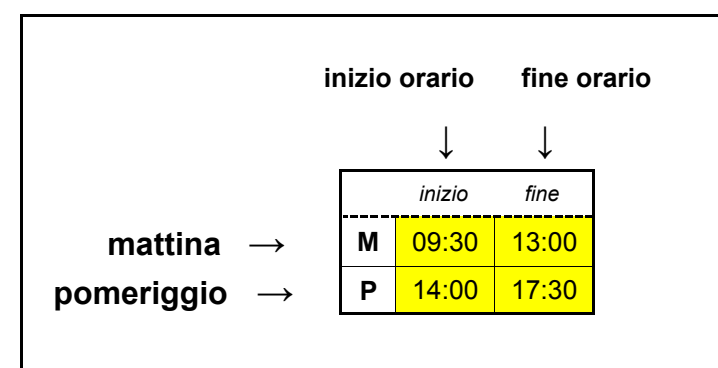 inizio orario fine orario
↓ ↓
inizio fine
mattina → M 09:30 13:00
pomeriggio → P 14:00 17:30